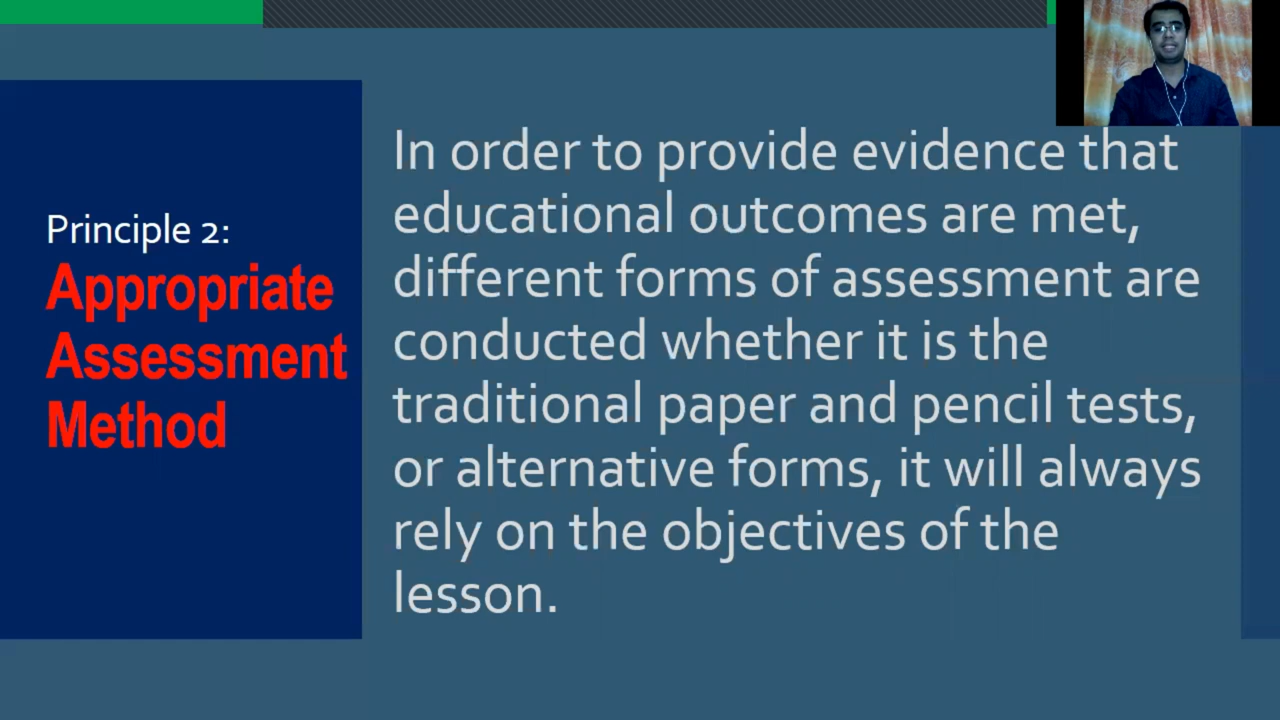 Principle 2:
Appropriate
Assessment
Method
In order to provide evidence that
educational outcomes are met,
different forms of assessment are
conducted whether it is the
traditional paper and pencil tests,
or alternative forms, it will always
rely on the objectives of the
lesson.